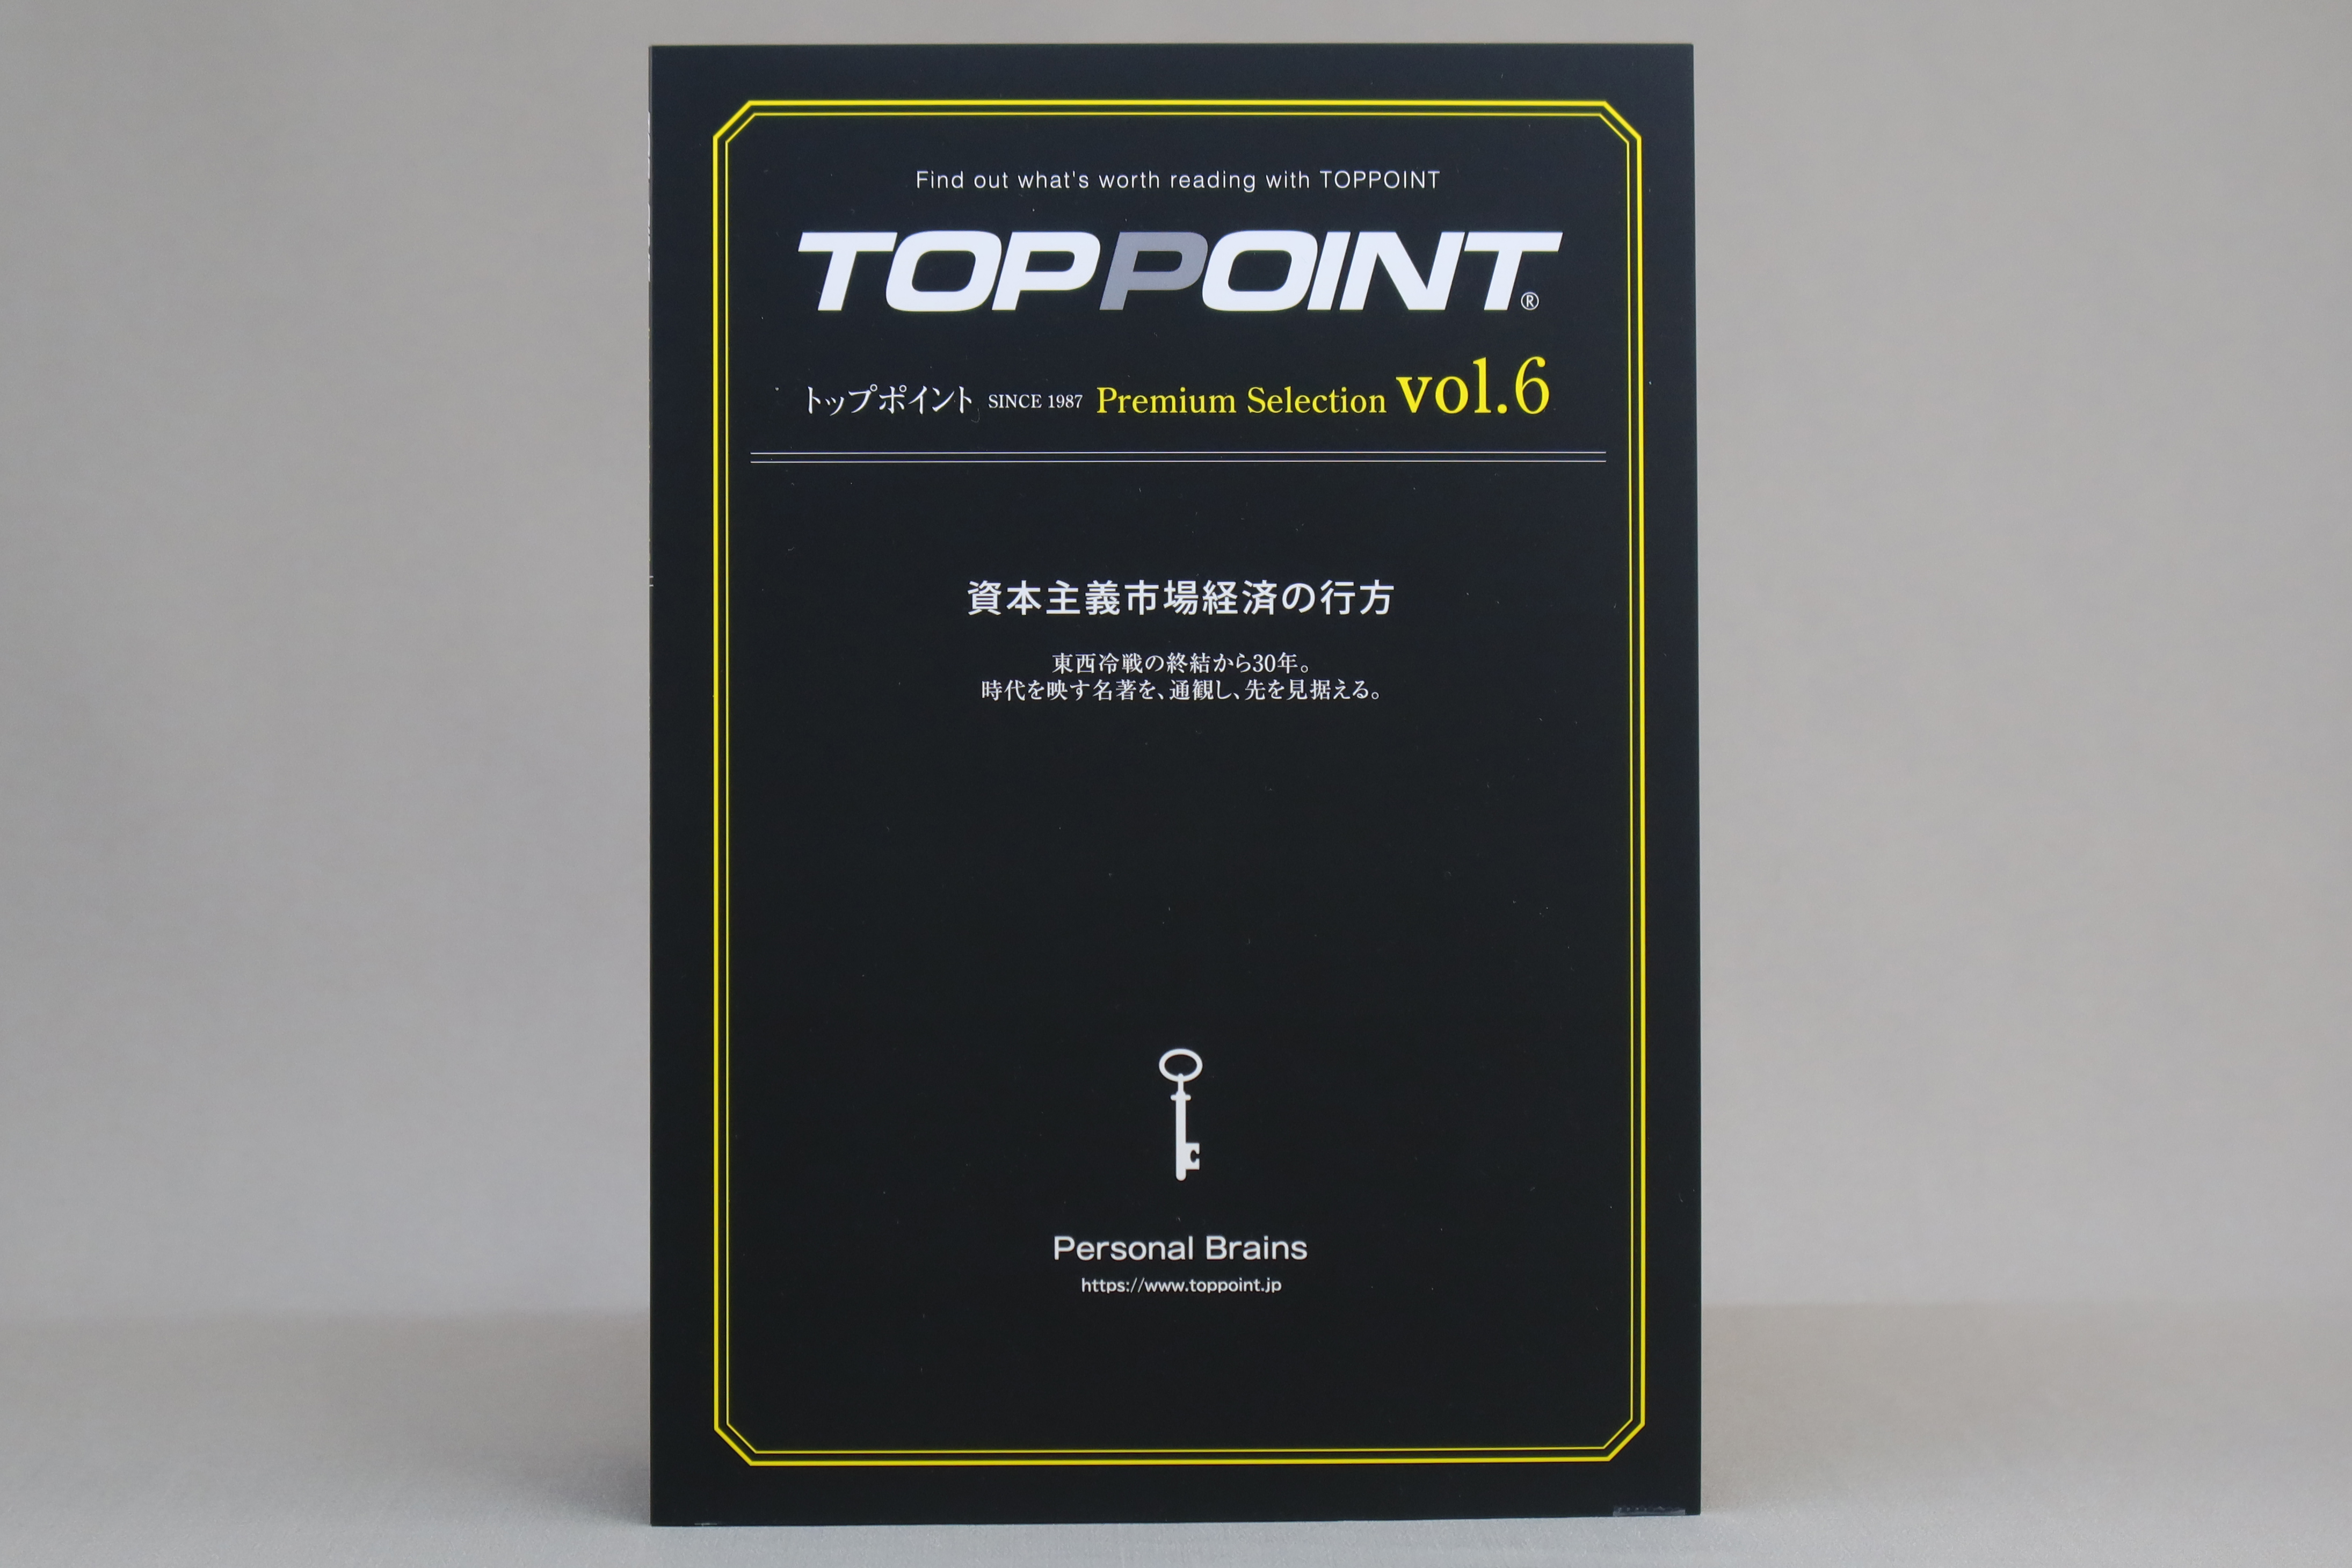 Find out what's worth reading with TOPPOINT
TOPPOINT®
トップポイント SINCE 1987 Premium Selection vol.6
資本主義市場経済の行方
東西冷戦の終結から30年。
時代を映す名著を、通観し、先を見据える。
Personal Brains
https://www.toppoint.jp